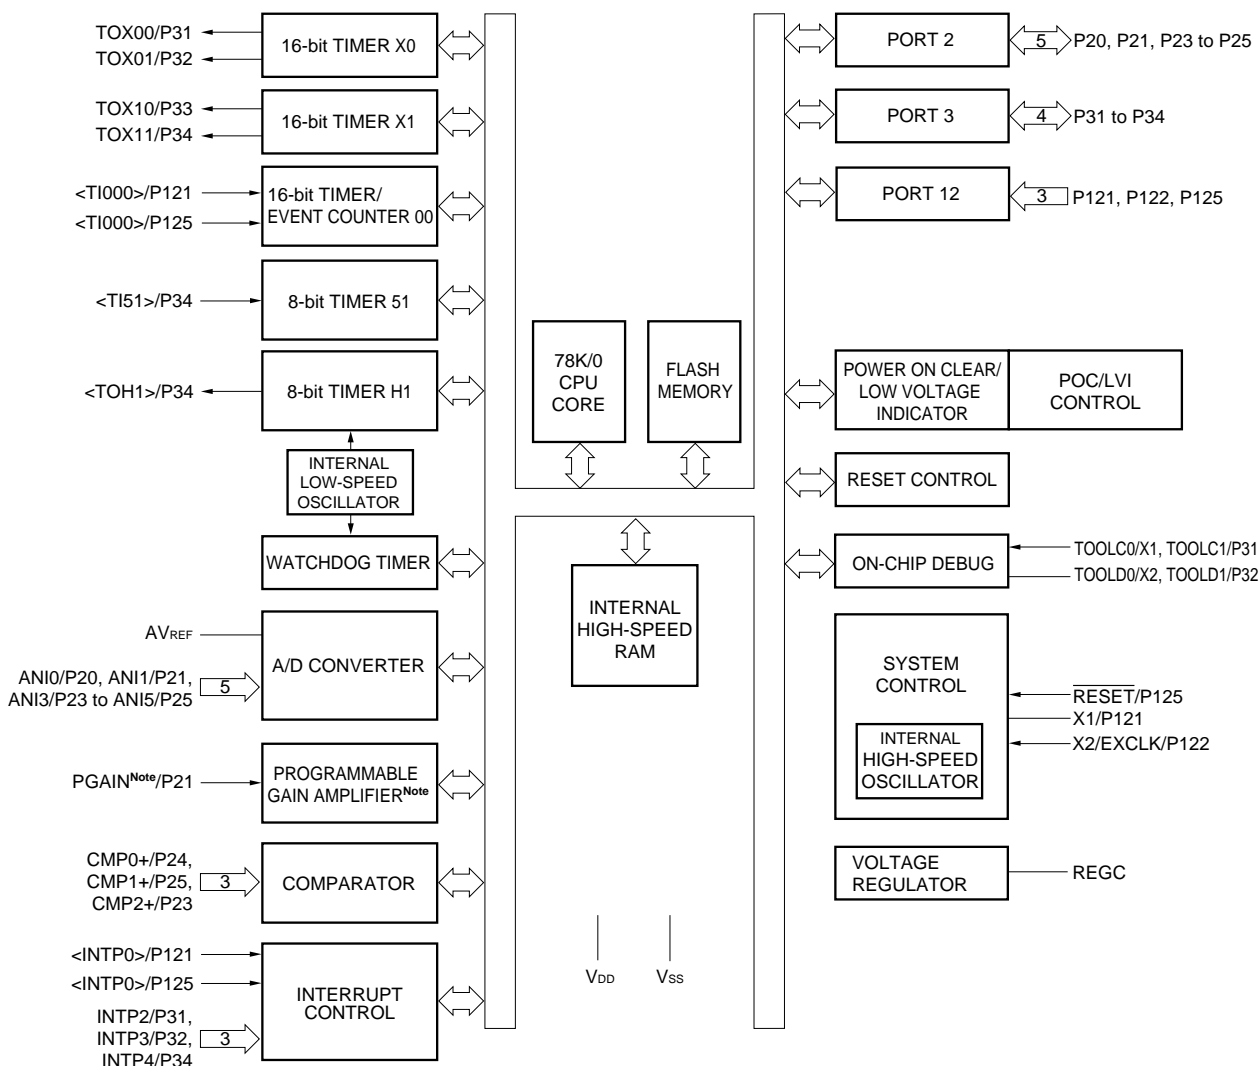 TOX00/P31
TOX01/P32
16-bit TIMER X0
TOX10/P33
TOX11/P34
16-bit TIMER X1
<TI000>/P121
<TI000>/P125
16-bit TIMER/
EVENT COUNTER 00
<TI51>/P34
8-bit TIMER 51
<TOH1>/P34
8-bit TIMER H1
INTERNAL
LOW-SPEED
OSCILLATOR
WATCHDOG TIMER
AVREF
ANI0/P20, ANI1/P21,
ANI3/P23 to ANI5/P25
5
A/D CONVERTER
PGAINNote/P21
PROGRAMMABLE
GAIN AMPLIFIERNote
CMP0+/P24,
CMP1+/P25,
CMP2+/P23
3
COMPARATOR
<INTP0>/P121
<INTP0>/P125
INTP2/P31,
INTP3/P32,
INTP4/P34
3
INTERRUPT
CONTROL
78K/0
CPU
CORE
FLASH
MEMORY
INTERNAL
HIGH-SPEED
RAM
VDD
VSS
PORT 2
5
P20, P21, P23 to P25
PORT 3
4
P31 to P34
PORT 12
3
P121, P122, P125
POWER ON CLEAR/
LOW VOLTAGE
INDICATOR
POC/LVI
CONTROL
RESET CONTROL
ON-CHIP DEBUG
TOOLC0/X1, TOOLC1/P31
TOOLD0/X2, TOOLD1/P32
SYSTEM
CONTROL
INTERNAL
HIGH-SPEED
OSCILLATOR
RESET/P125
X1/P121
X2/EXCLK/P122
VOLTAGE
REGULATOR
REGC